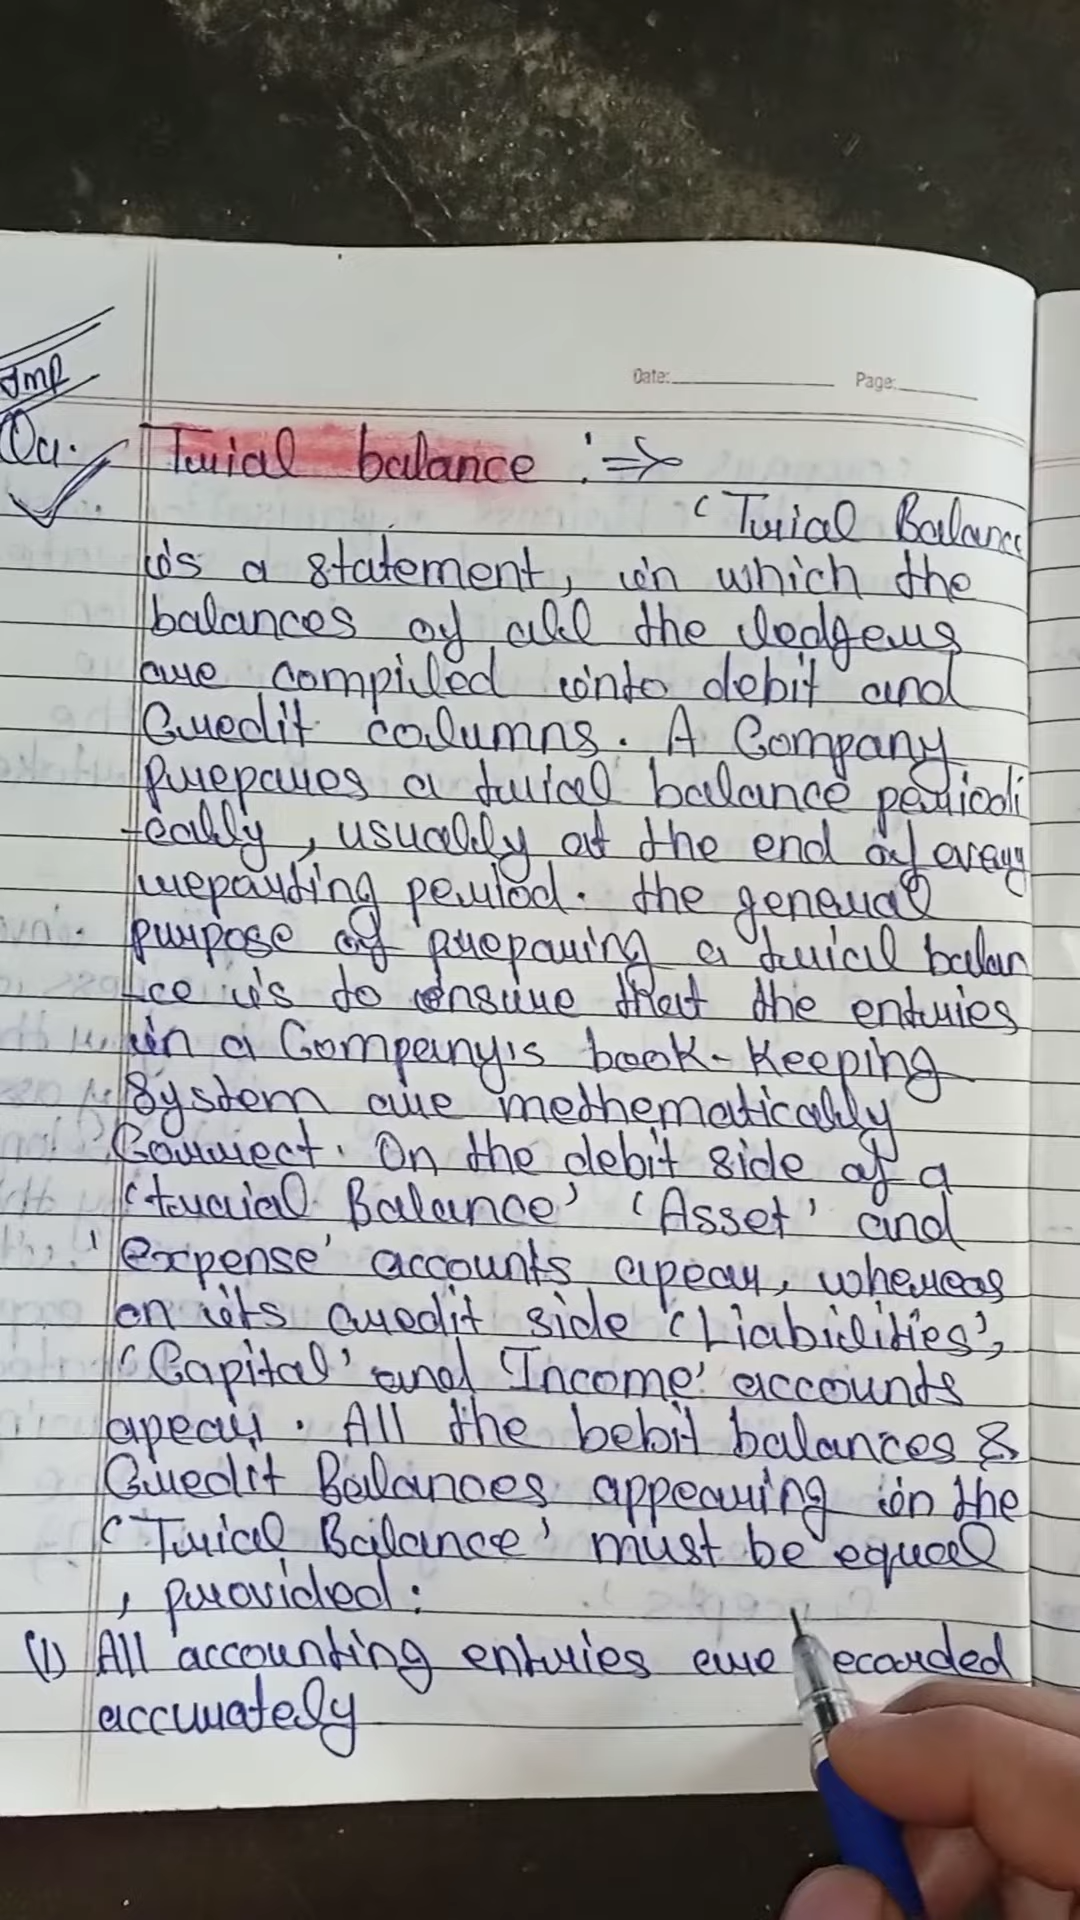 Imp
Date: Page:
Q4. Trial balance :⇒
'Trial Balance
is a statement, in which the
balances of all the ledgers
are compiled into debit and
Credit columns. A Company
prepares a trial balance periodi
-cally, usually at the end of every
reporting period. the general
purpose of preparing a trial balan
-ce is to ensure that the entries
in a Company's book-keeping
System are methematically
Correct. On the debit side of a
'traial Balance' 'Asset' and
'expense' accounts apear, whereas
on its credit side 'Liabilities',
'Capital' and 'Income' accounts
apear. All the bebit balances &
Credit Balances appearing in the
'Trial Balance' must be equal
, provided:
(1) All accounting entries are recorded
accurately